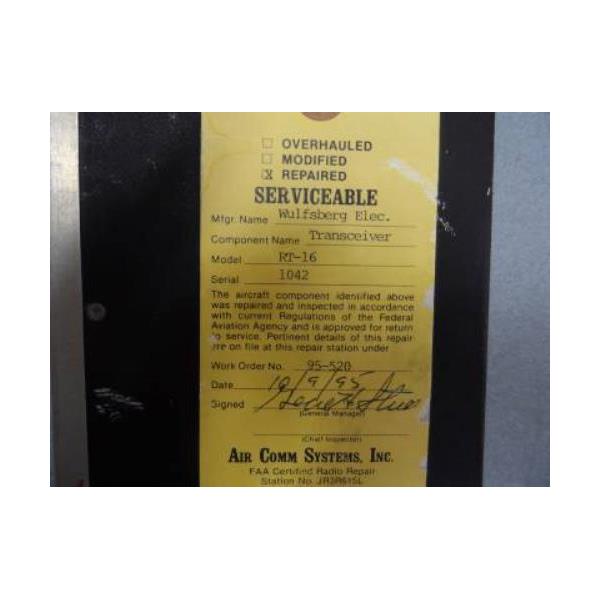 ☐ OVERHAULED
☐ MODIFIED
☒ REPAIRED
SERVICEABLE
Mfgr. Name Wulfsberg Elec.
Component Name Transceiver
Model RT-16
Serial 1042
The aircraft component identified above
was repaired and inspected in accordance
with current Regulations of the Federal
Aviation Agency and is approved for return
to service. Pertinent details of this repair
are on file at this repair station under
Work Order No. 95-520
Date 10/9/95
Signed
(General Manager)
(Chief Inspector)
AIR COMM SYSTEMS, INC.
FAA Certified Radio Repair
Station No. JR3R615L